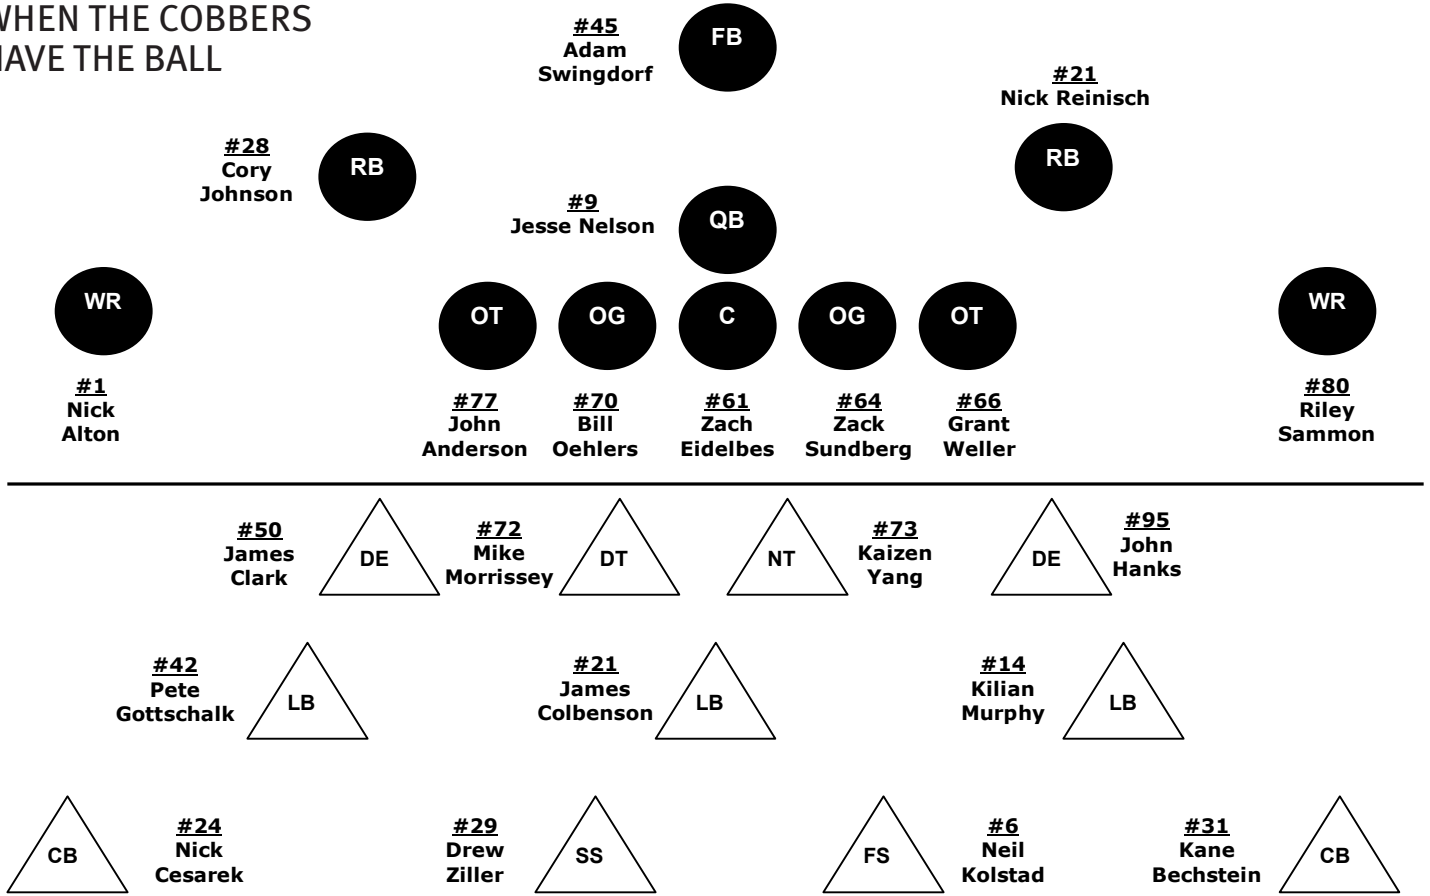 WHEN THE COBBERS
HAVE THE BALL
#45
Adam
Swingdorf
FB
#21
Nick Reinisch
#28
Cory
Johnson
RB
RB
#9
Jesse Nelson
QB
WR
OT
OG
C
OG
OT
WR
#1
Nick
Alton
#77
John
Anderson
#70
Bill
Oehlers
#61
Zach
Eidelbes
#64
Zack
Sundberg
#66
Grant
Weller
#80
Riley
Sammon
#50
James
Clark
DE
#72
Mike
Morrissey
DT
NT
#73
Kaizen
Yang
DE
#95
John
Hanks
#42
Pete
Gottschalk
LB
#21
James
Colbenson
LB
#14
Kilian
Murphy
LB
CB
#24
Nick
Cesarek
#29
Drew
Ziller
SS
FS
#6
Neil
Kolstad
#31
Kane
Bechstein
CB